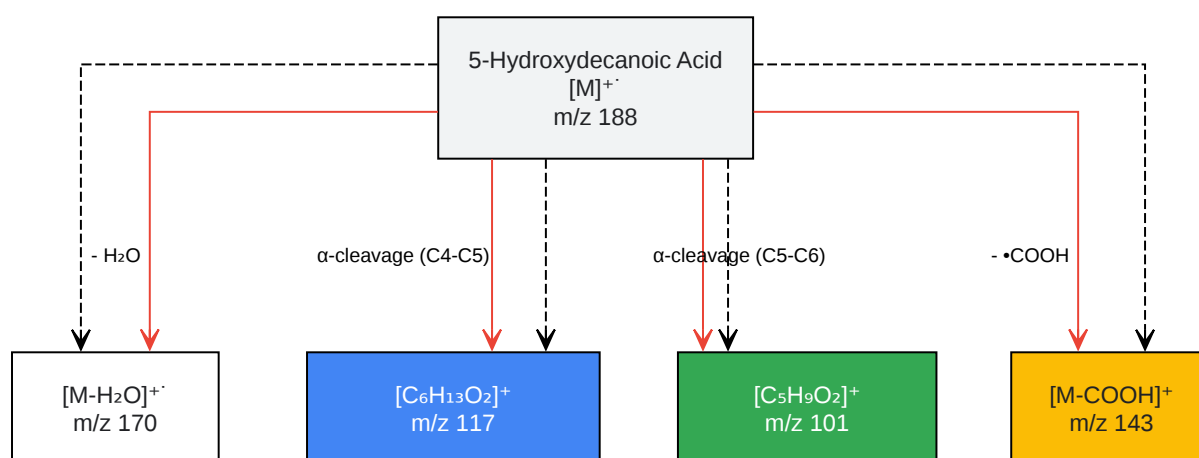 5-Hydroxydecanoic Acid
[M]⁺˙
m/z 188
- H₂O
α-cleavage (C4-C5)
α-cleavage (C5-C6)
- •COOH
[M-H₂O]⁺˙
m/z 170
[C₆H₁₃O₂]⁺
m/z 117
[C₅H₉O₂]⁺
m/z 101
[M-COOH]⁺
m/z 143